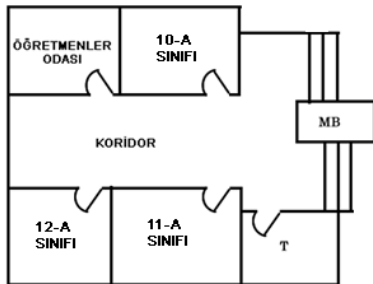 ÖĞRETMENLER
ODASI
10-A
SINIFI
MB
KORİDOR
12-A
SINIFI
11-A
SINIFI
T